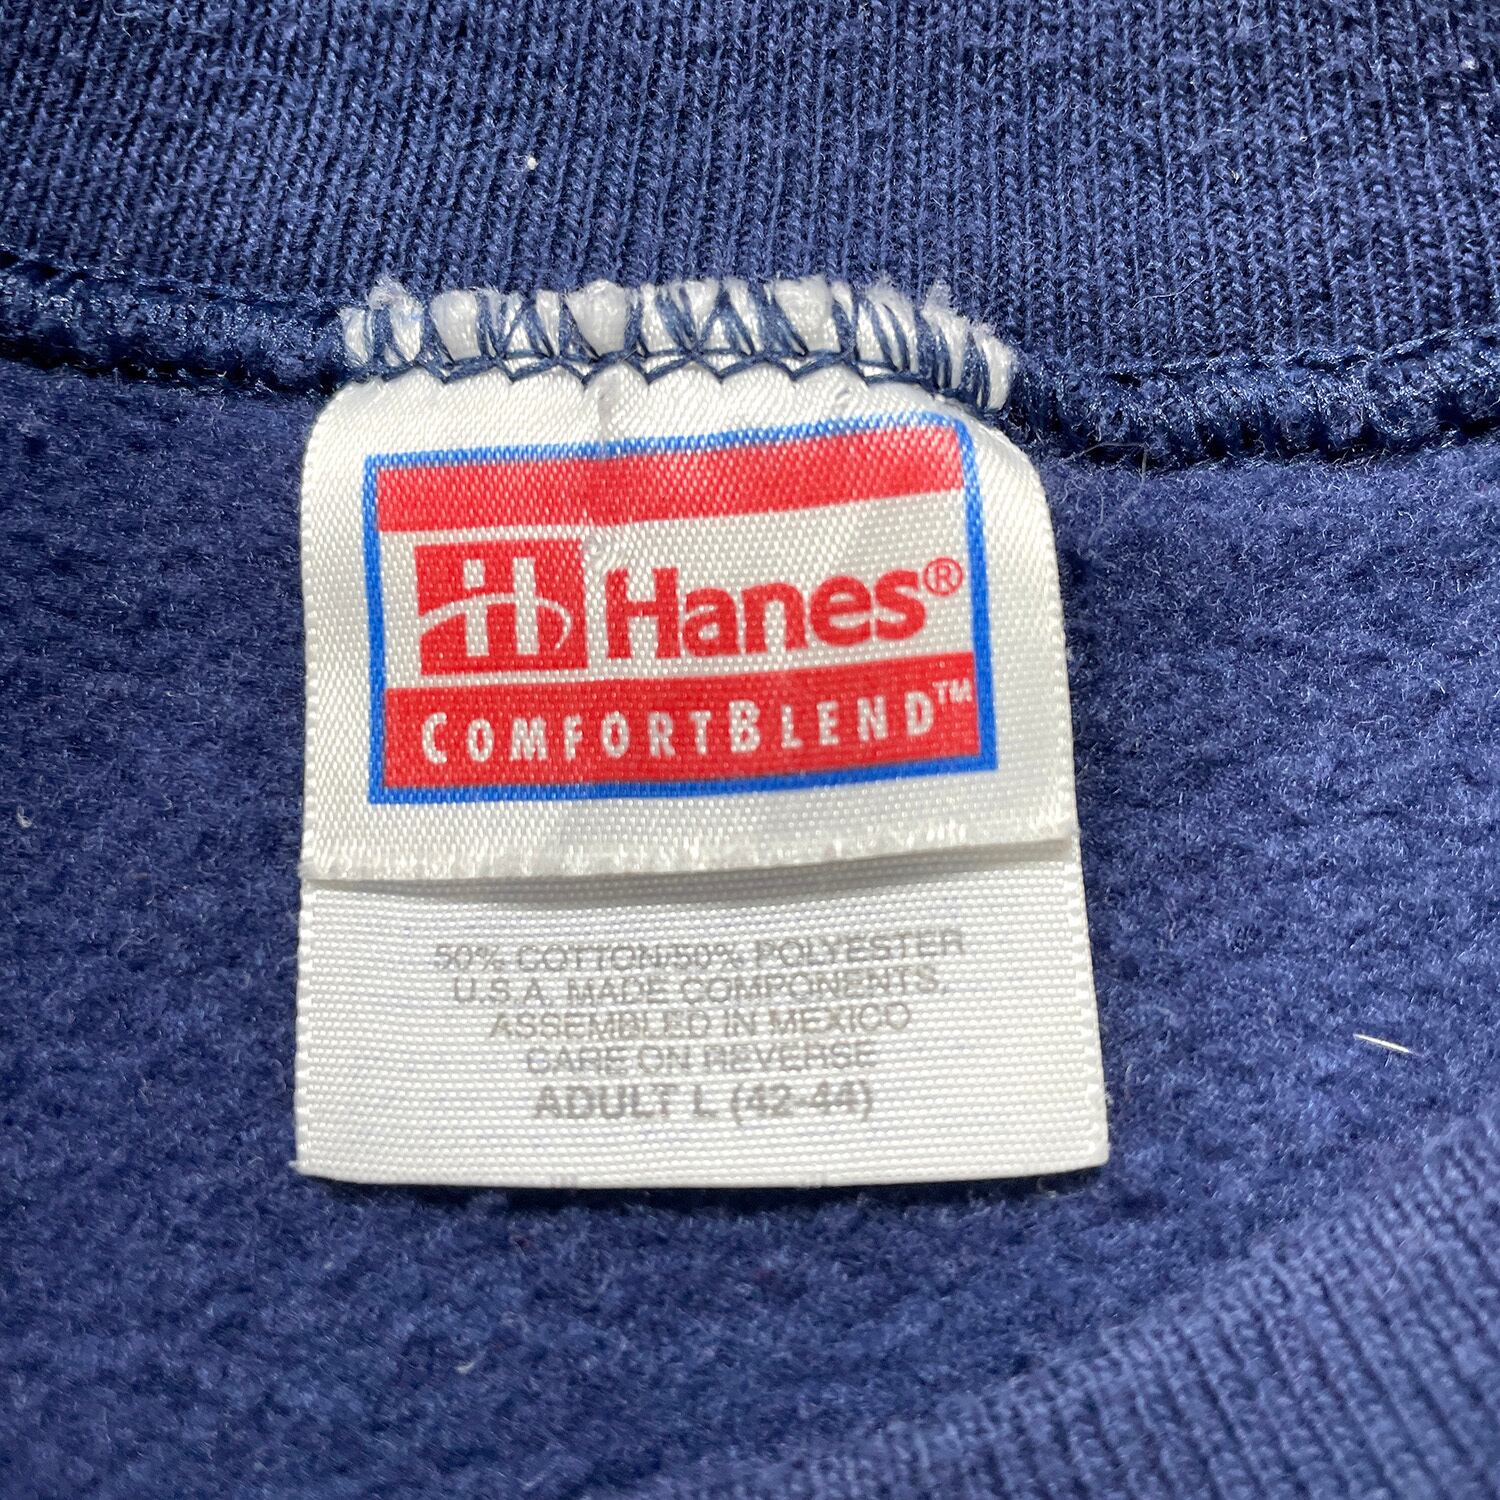 H Hanes®
COMFORTBLEND™
50% COTTON/50% POLYESTER
U.S.A. MADE COMPONENTS.
ASSEMBLED IN MEXICO
CARE ON REVERSE
ADULT L (42-44)